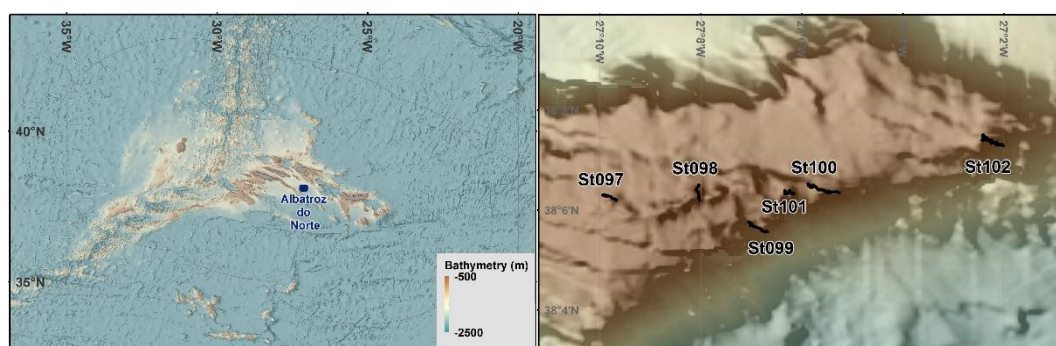 35°W
30°W
25°W
20°W
40°N
35°N
Albatroz
do
Norte
Bathymetry (m)
-500
-2500
27°10'W
27°8'W
27°2'W
38°6'N
38°4'N
St097
St098
St100
St101
St099
St102